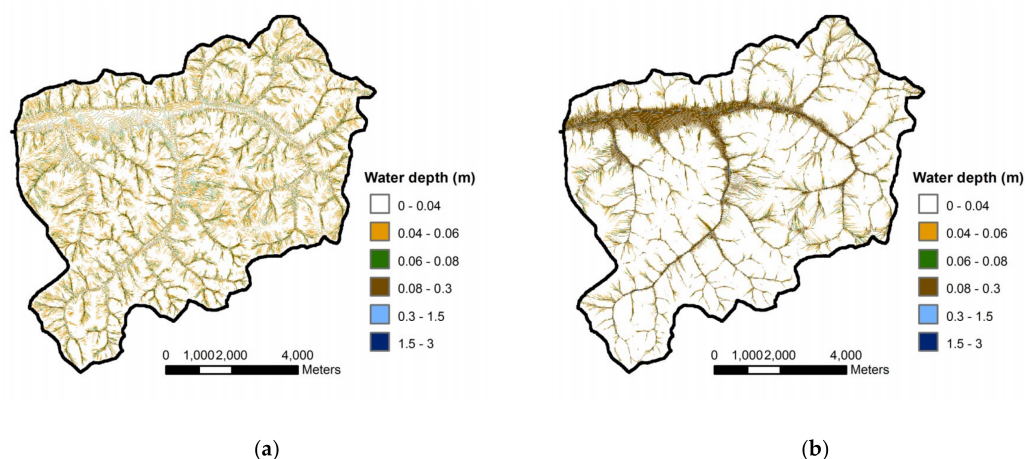 Water depth (m)
0 - 0.04
0.04 - 0.06
0.06 - 0.08
0.08 - 0.3
0.3 - 1.5
1.5 - 3
0 1,000 2,000 4,000
Meters
(a)
Water depth (m)
0 - 0.04
0.04 - 0.06
0.06 - 0.08
0.08 - 0.3
0.3 - 1.5
1.5 - 3
0 1,000 2,000 4,000
Meters
(b)